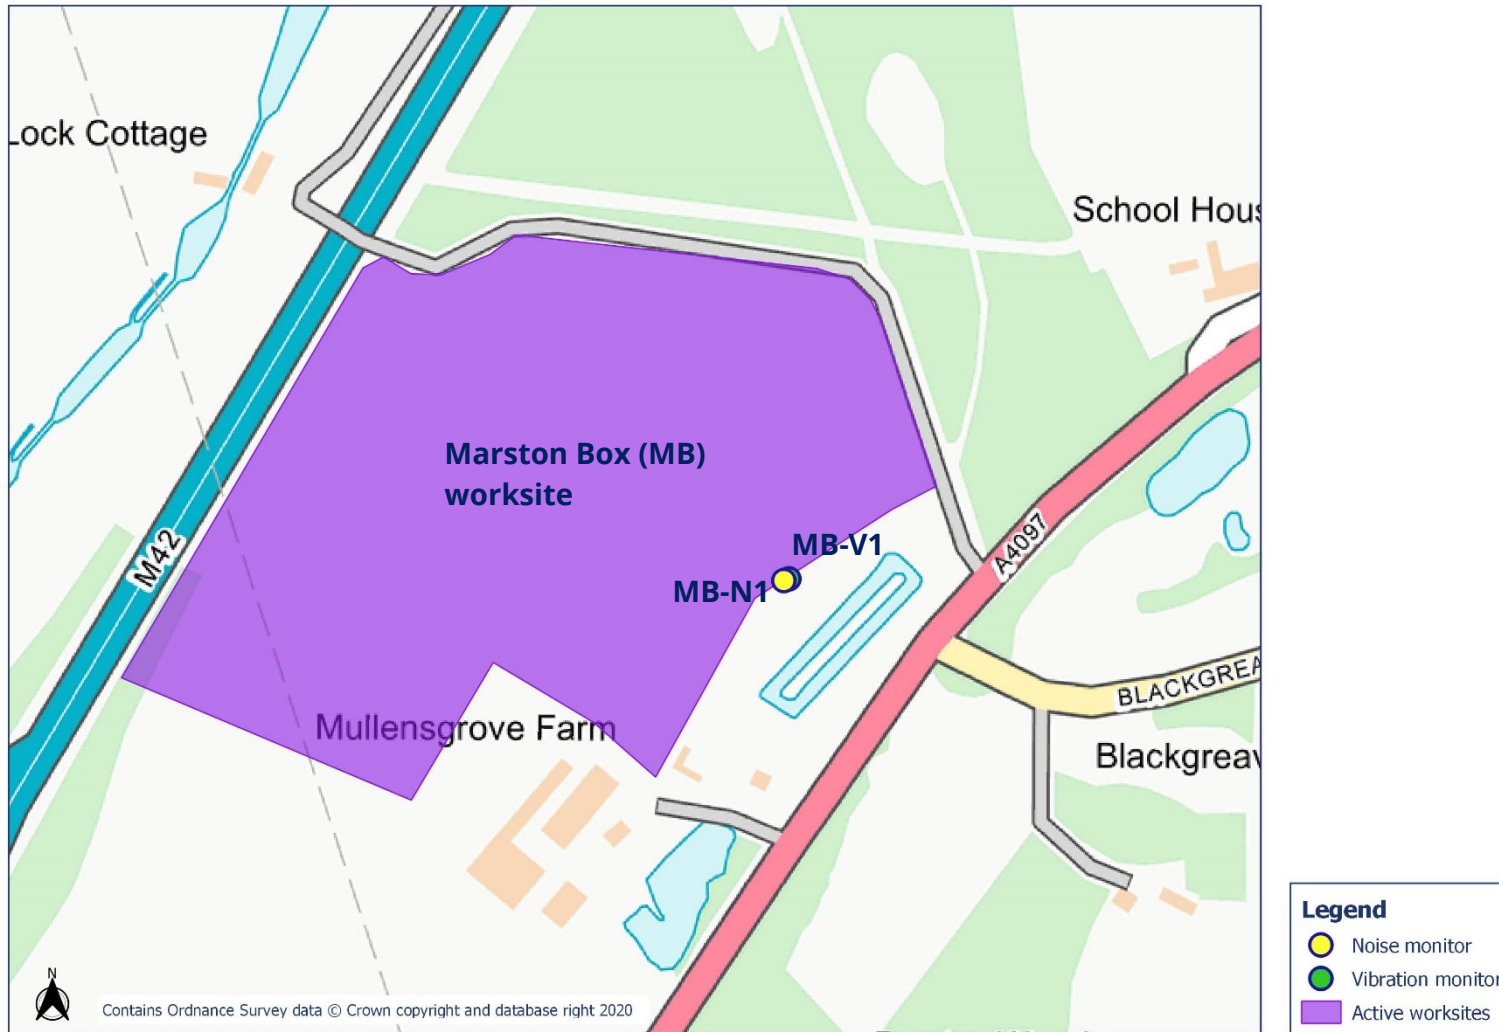 Lock Cottage
School Hous
Marston Box (MB)
worksite
MB-V1
MB-N1
M42
A4097
BLACKGREA
Mullensgrove Farm
Blackgreav
N
Contains Ordnance Survey data © Crown copyright and database right 2020
Legend
Noise monitor
Vibration monitor
Active worksites